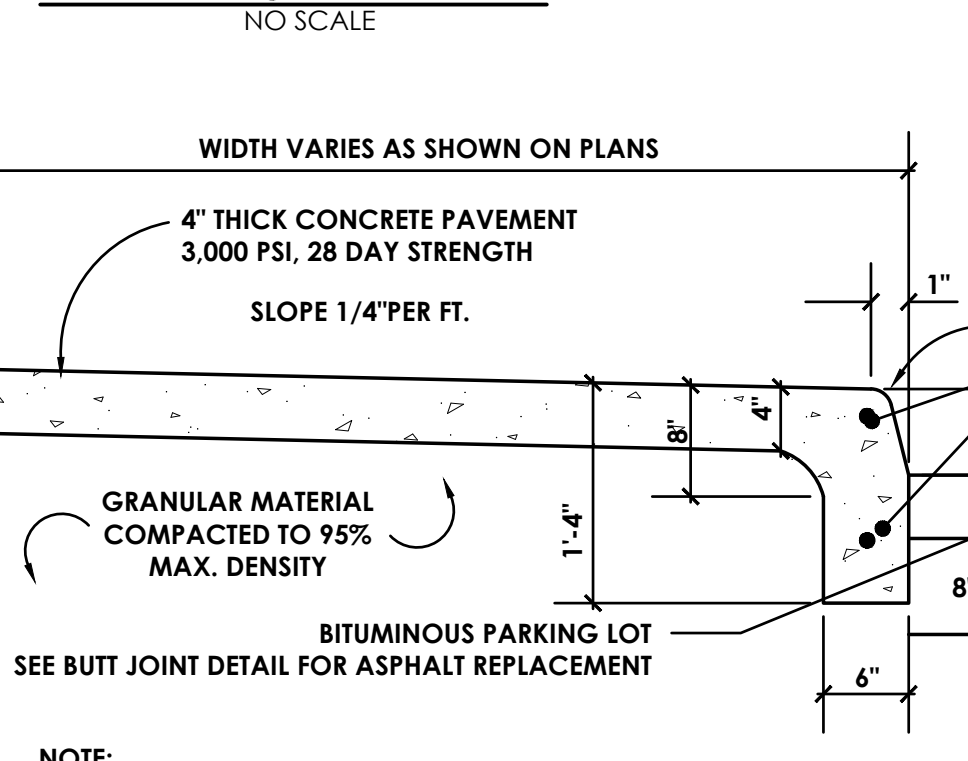 NO SCALE
WIDTH VARIES AS SHOWN ON PLANS
4" THICK CONCRETE PAVEMENT
3,000 PSI, 28 DAY STRENGTH
SLOPE 1/4"PER FT.
1"
4"
8"
1'-4"
GRANULAR MATERIAL
COMPACTED TO 95%
MAX. DENSITY
8"
BITUMINOUS PARKING LOT
SEE BUTT JOINT DETAIL FOR ASPHALT REPLACEMENT
6"
NOTE: